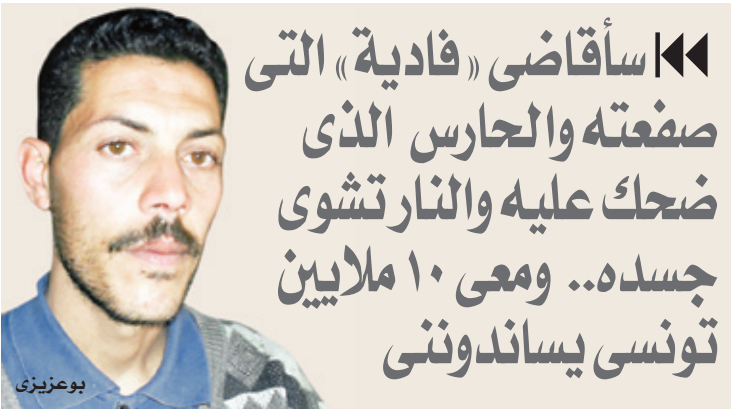 سأقاضى «فادية» التى
صفعته والحارس الذى
ضحك عليه والنار تشوى
جسده.. ومعى ١٠ ملايين
تونسى يساندوننى
بوعزيزى